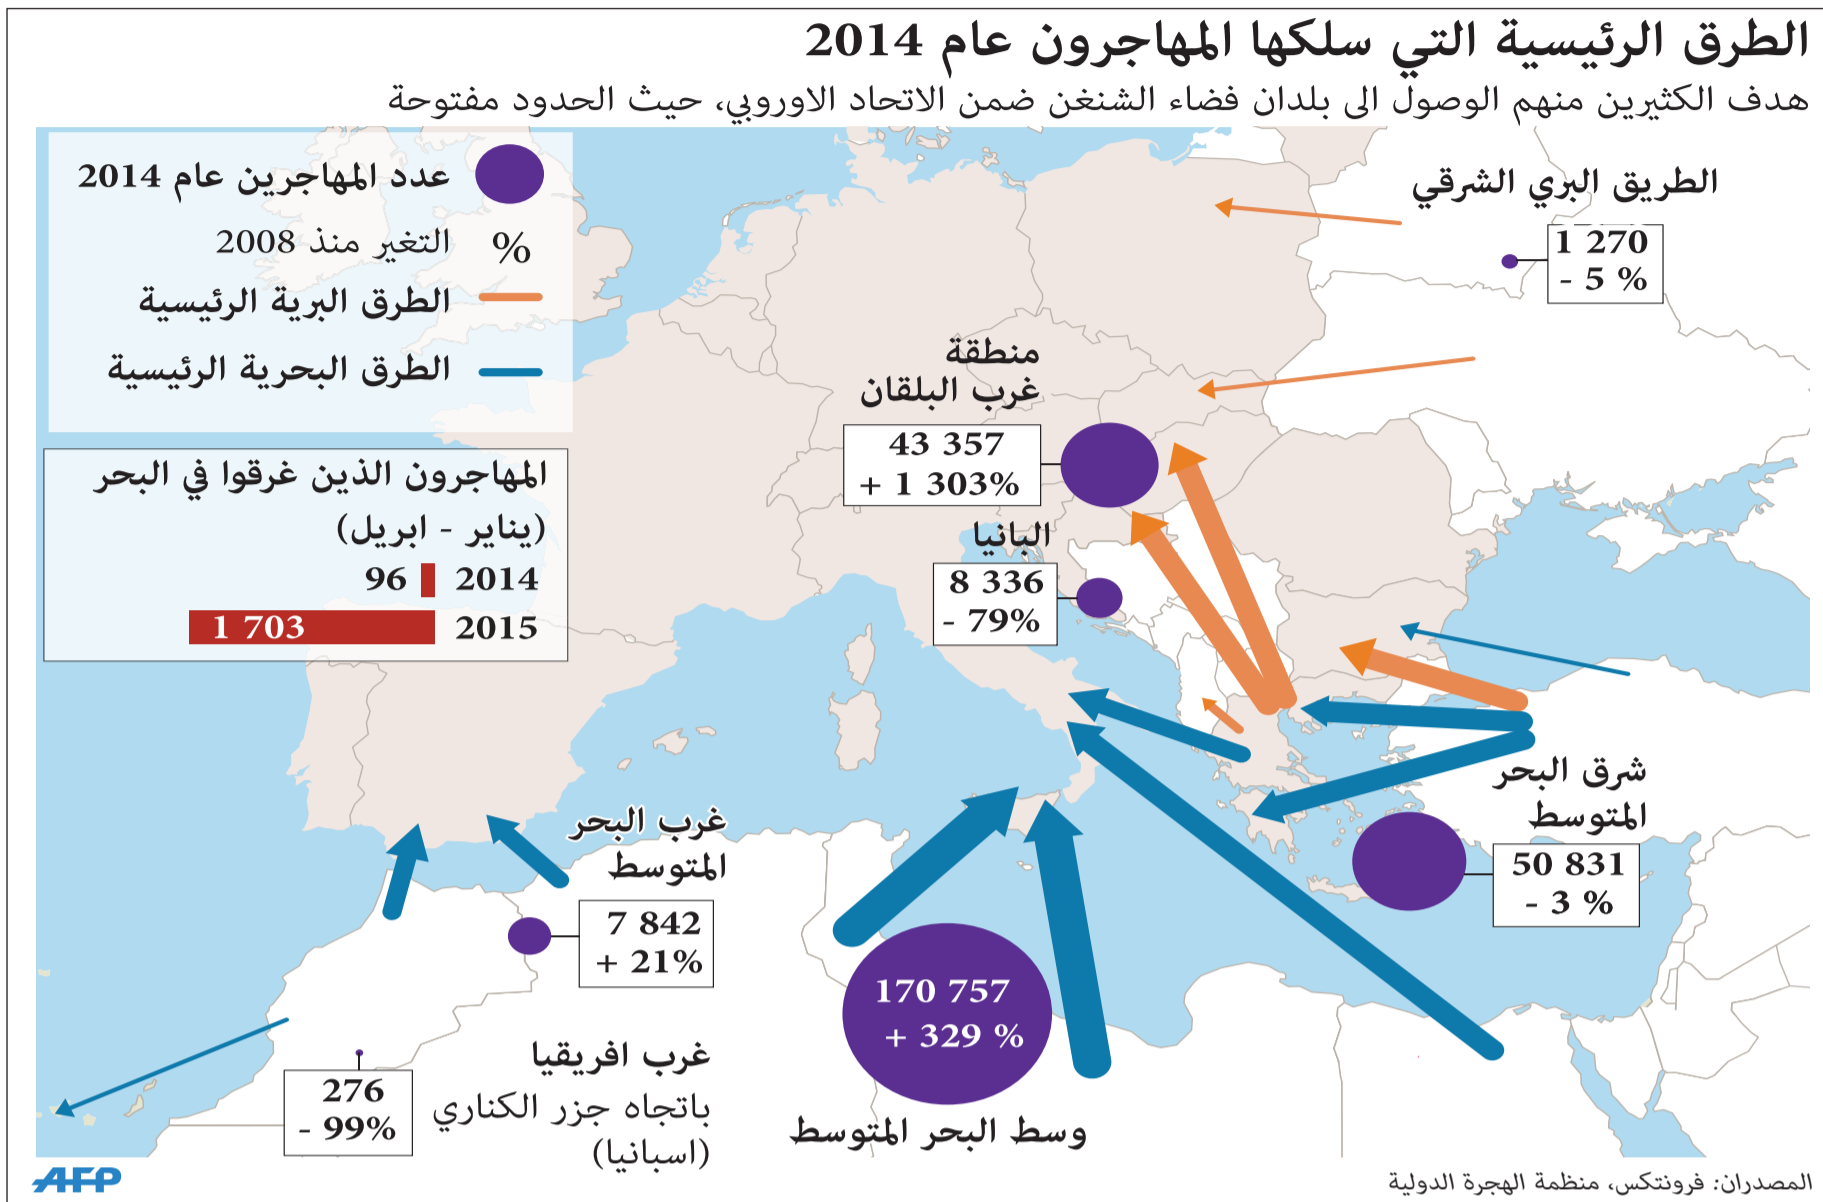 الطرق الرئيسية التي سلكها المهاجرون عام 2014
هدف الكثيرين منهم الوصول الى بلدان فضاء الشنغن ضمن الاتحاد الاوروبي، حيث الحدود مفتوحة
عدد المهاجرين عام 2014
% التغير منذ 2008
الطرق البرية الرئيسية
الطرق البحرية الرئيسية
المهاجرون الذين غرقوا في البحر
(يناير - ابريل)
2014 96
2015 1 703
الطريق البري الشرقي
1 270
- 5 %
منطقة
غرب البلقان
43 357
+ 1 303%
البانيا
8 336
- 79%
شرق البحر
المتوسط
50 831
- 3 %
غرب البحر
المتوسط
7 842
+ 21%
170 757
+ 329 %
وسط البحر المتوسط
غرب افريقيا
باتجاه جزر الكناري
(اسبانيا)
276
- 99%
المصدران: فرونتكس، منظمة الهجرة الدولية
AFP